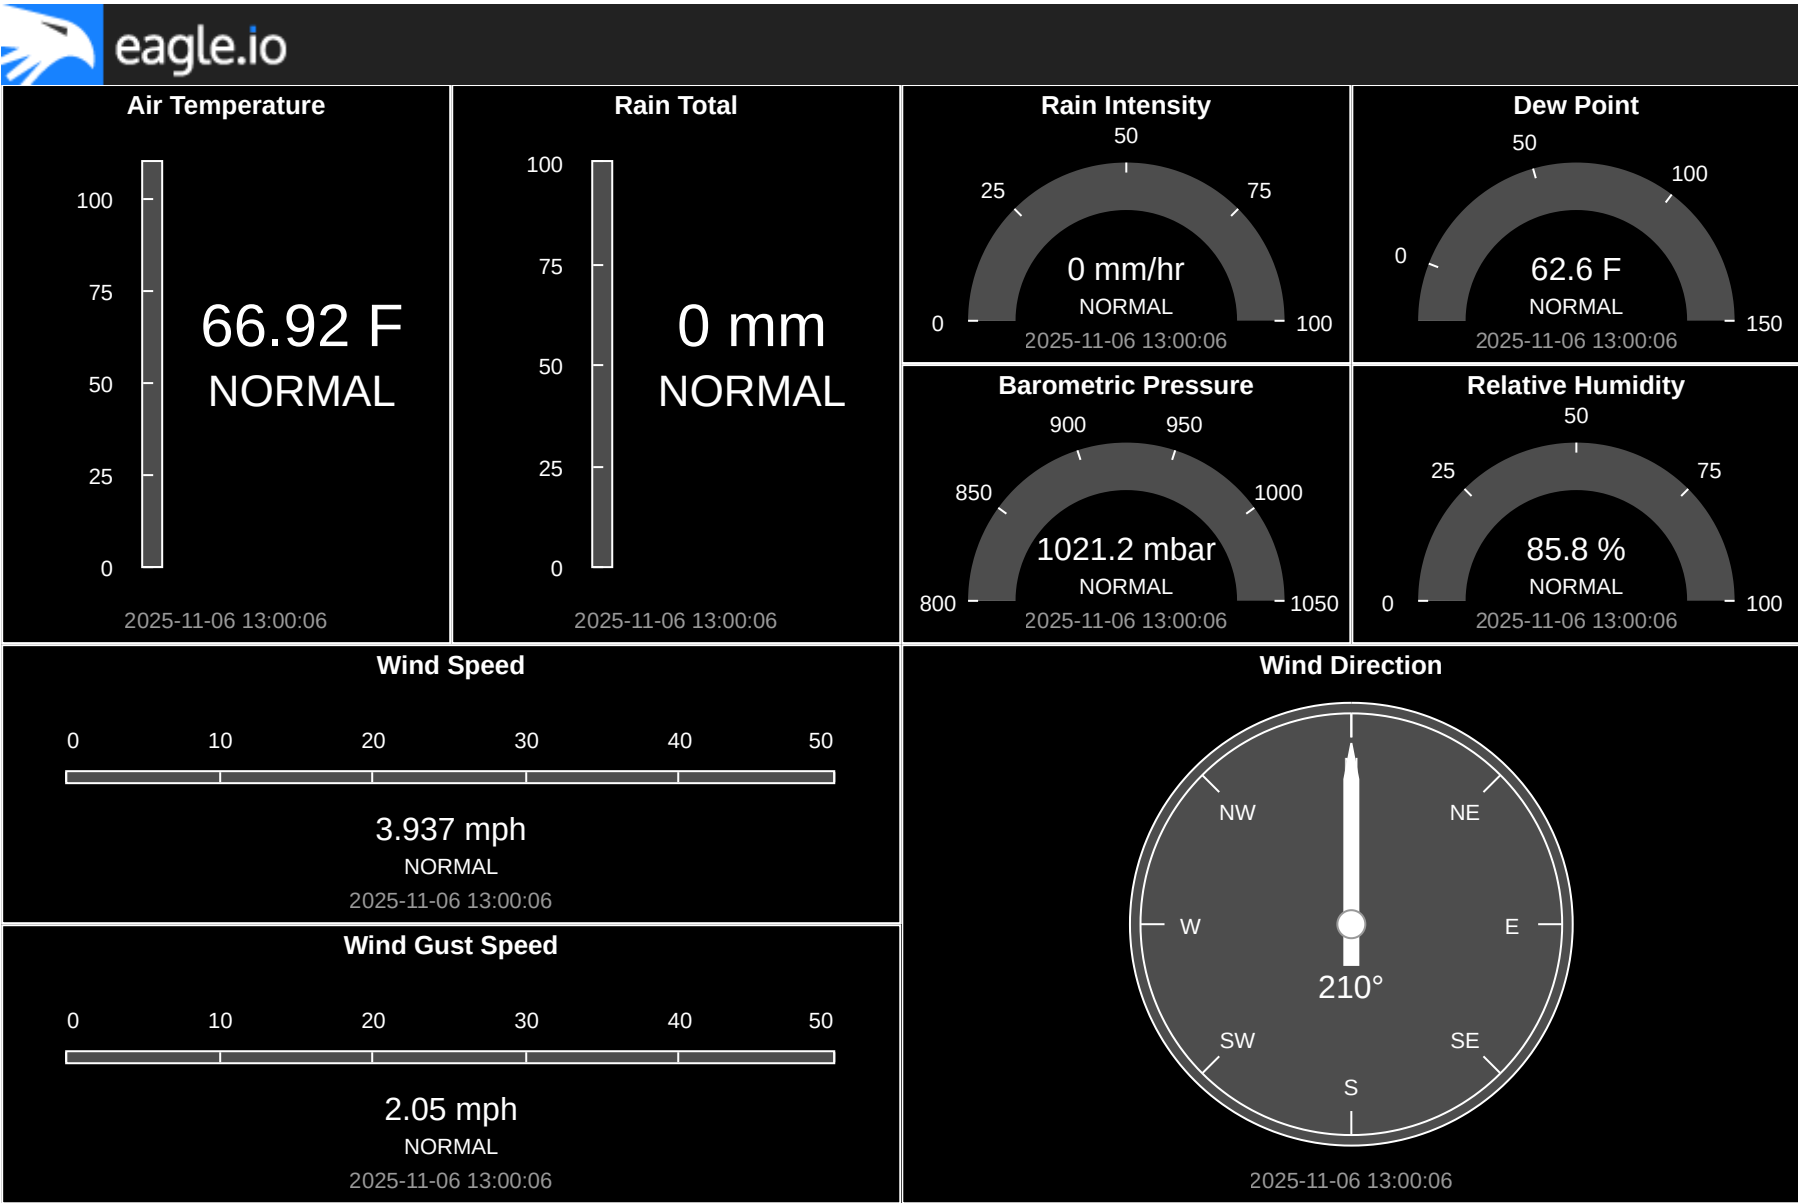 eagle.io
Air Temperature
100
75
50
25
0
66.92 F
NORMAL
2025-11-06 13:00:06
Rain Total
100
75
50
25
0
0 mm
NORMAL
2025-11-06 13:00:06
Rain Intensity
0
25
50
75
100
0 mm/hr
NORMAL
2025-11-06 13:00:06
Dew Point
0
50
100
150
62.6 F
NORMAL
2025-11-06 13:00:06
Barometric Pressure
800
850
900
950
1000
1050
1021.2 mbar
NORMAL
2025-11-06 13:00:06
Relative Humidity
0
25
50
75
100
85.8 %
NORMAL
2025-11-06 13:00:06
Wind Speed
0 10 20 30 40 50
3.937 mph
NORMAL
2025-11-06 13:00:06
Wind Gust Speed
0 10 20 30 40 50
2.05 mph
NORMAL
2025-11-06 13:00:06
Wind Direction
NW NE
W E
210°
SW SE
S
2025-11-06 13:00:06